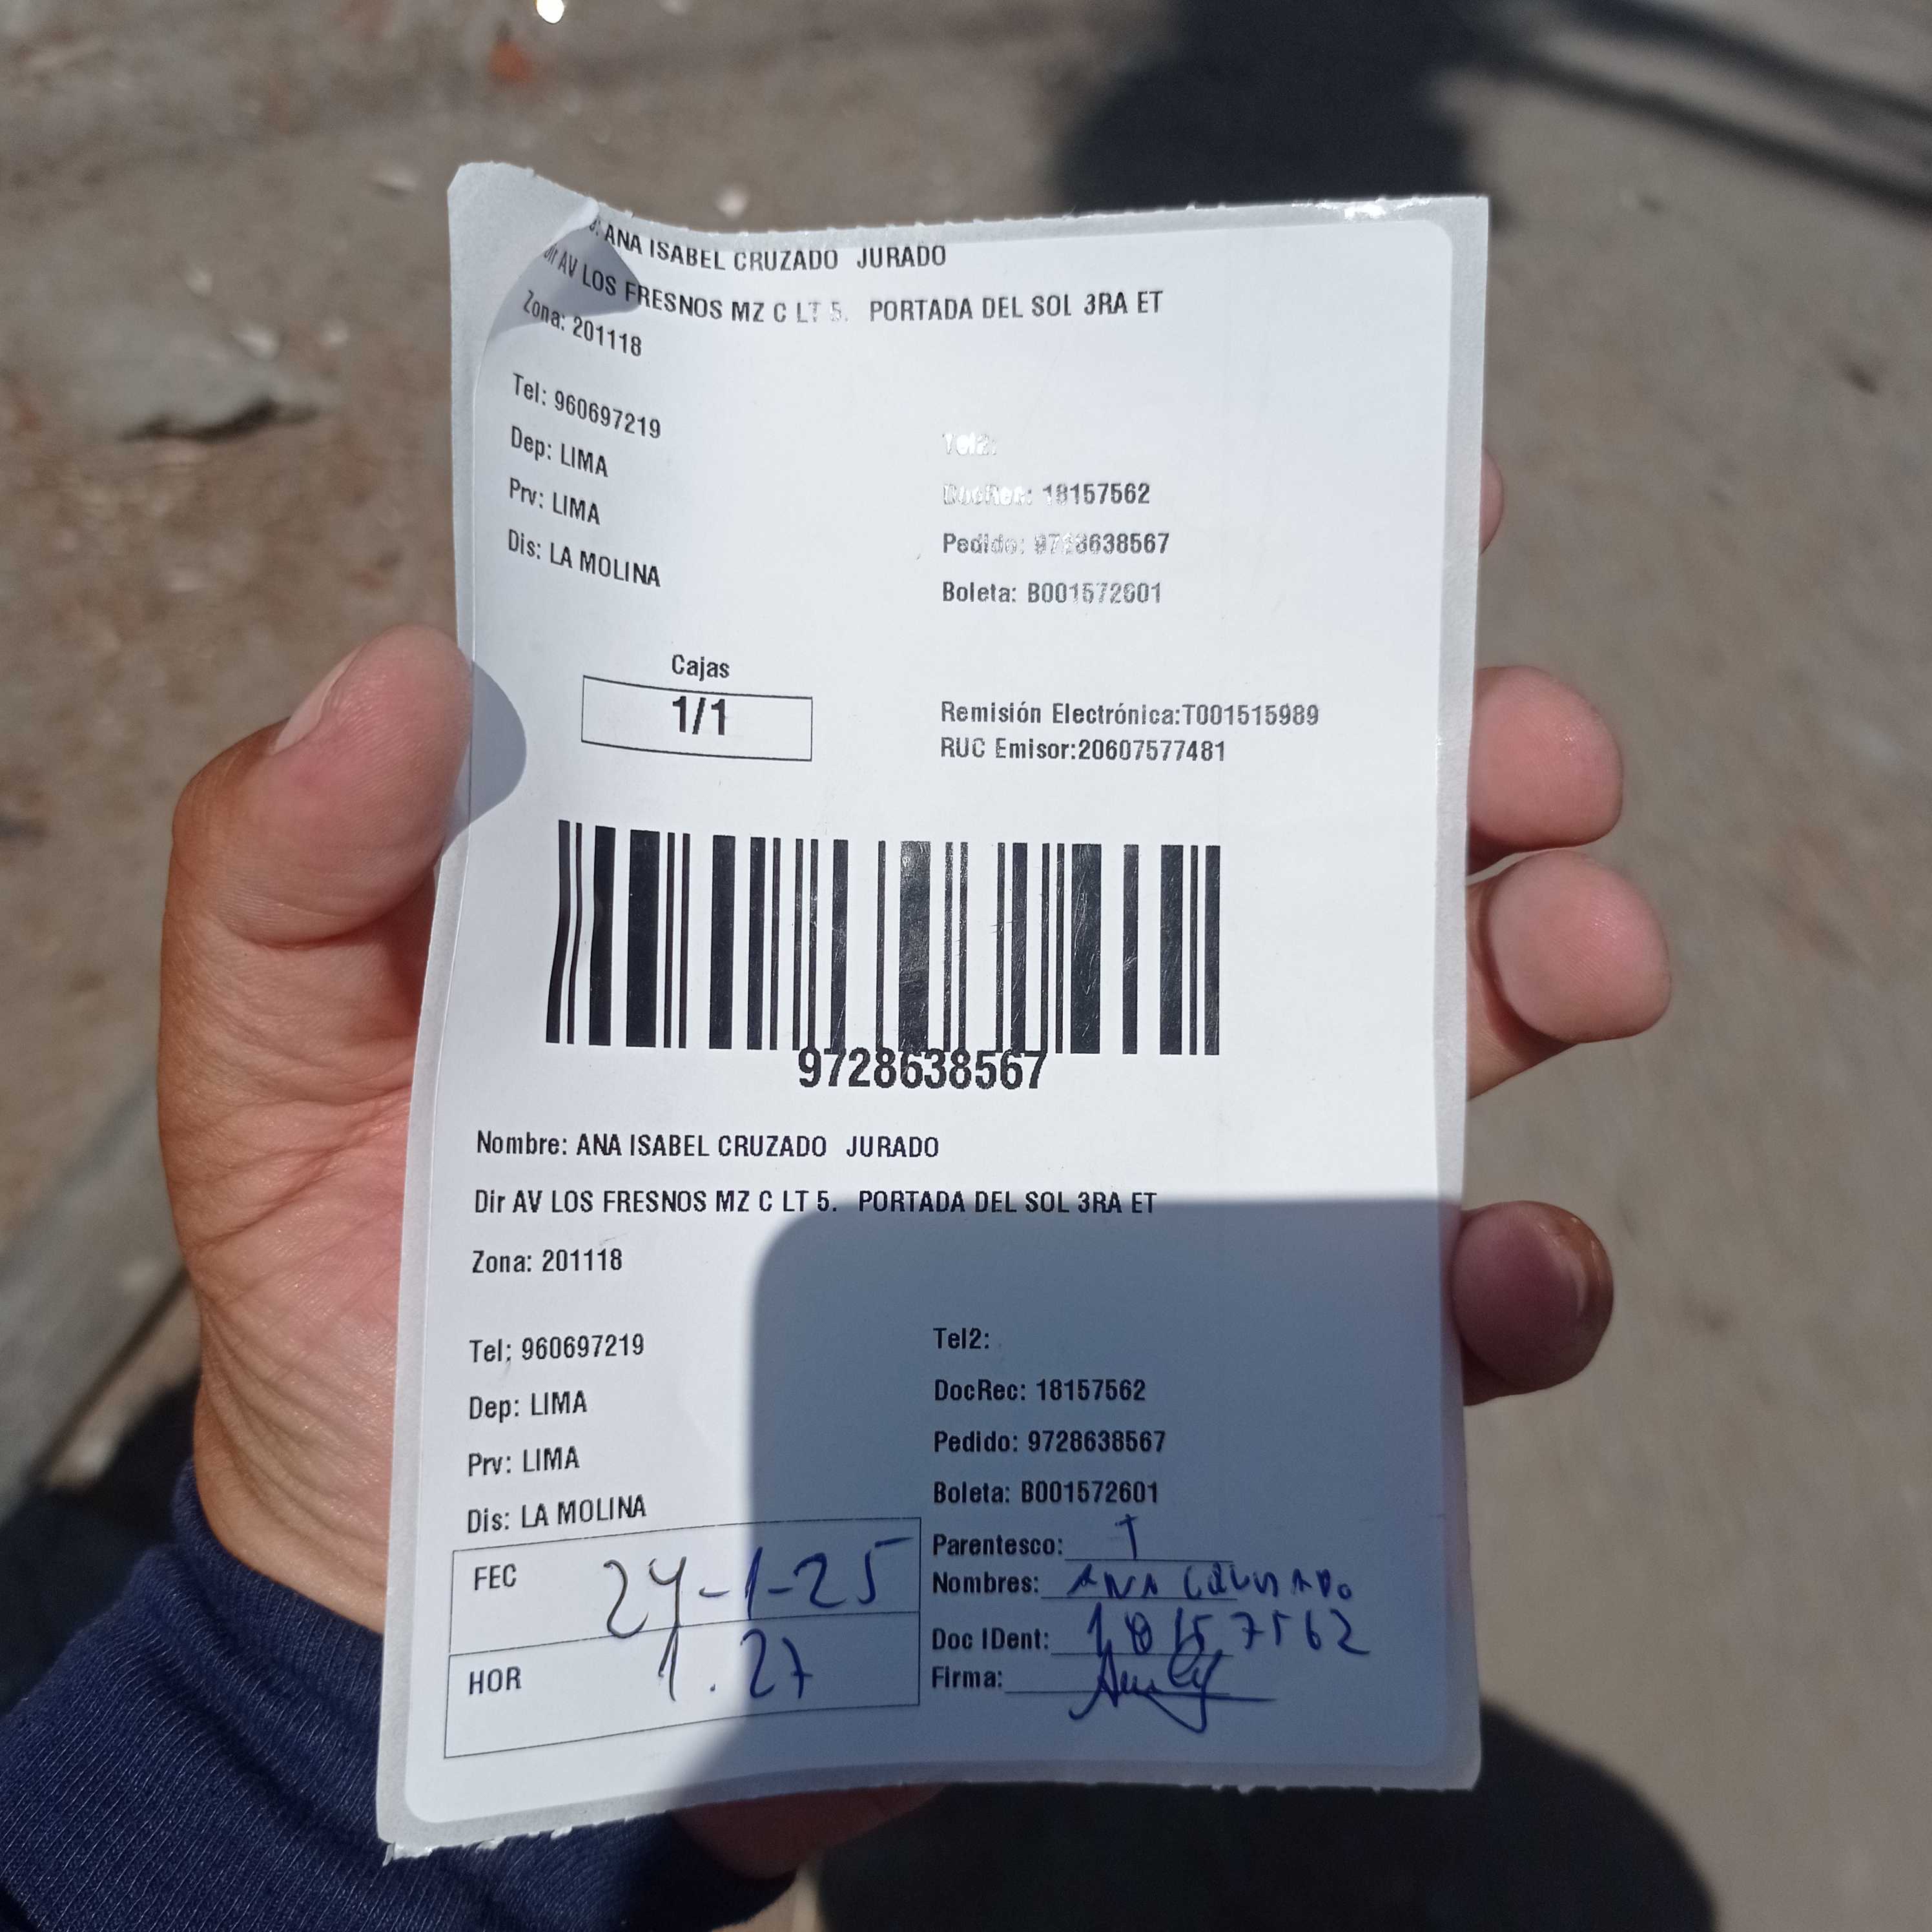 : ANA ISABEL CRUZADO JURADO
Dir AV LOS FRESNOS MZ C LT 5. PORTADA DEL SOL 3RA ET
Zona: 201118
Tel: 960697219
Dep: LIMA
Prv: LIMA
Dis: LA MOLINA
Tel2:
DocRec: 18157562
Pedido: 9728638567
Boleta: B001572601
Cajas
1/1
Remisión Electrónica:T001515989
RUC Emisor:20607577481
9728638567
Nombre: ANA ISABEL CRUZADO JURADO
Dir AV LOS FRESNOS MZ C LT 5. PORTADA DEL SOL 3RA ET
Zona: 201118
Tel: 960697219
Dep: LIMA
Prv: LIMA
Dis: LA MOLINA
Tel2:
DocRec: 18157562
Pedido: 9728638567
Boleta: B001572601
FEC 24-1-25
HOR 1.27
Parentesco: T
Nombres: ANA CRUZADO
Doc IDent: 18157562
Firma: